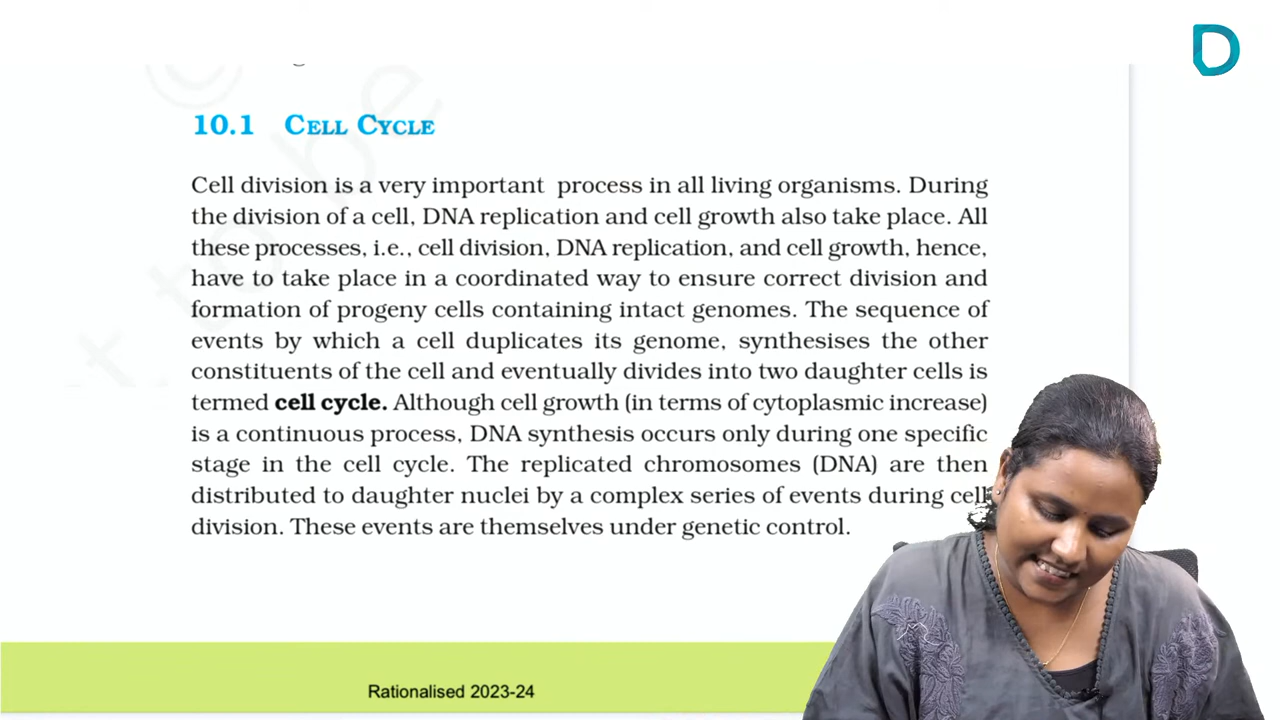 D
10.1 CELL CYCLE
Cell division is a very important process in all living organisms. During
the division of a cell, DNA replication and cell growth also take place. All
these processes, i.e., cell division, DNA replication, and cell growth, hence,
have to take place in a coordinated way to ensure correct division and
formation of progeny cells containing intact genomes. The sequence of
events by which a cell duplicates its genome, synthesises the other
constituents of the cell and eventually divides into two daughter cells is
termed cell cycle. Although cell growth (in terms of cytoplasmic increase)
is a continuous process, DNA synthesis occurs only during one specific
stage in the cell cycle. The replicated chromosomes (DNA) are then
distributed to daughter nuclei by a complex series of events during cell
division. These events are themselves under genetic control.
Rationalised 2023-24
to be